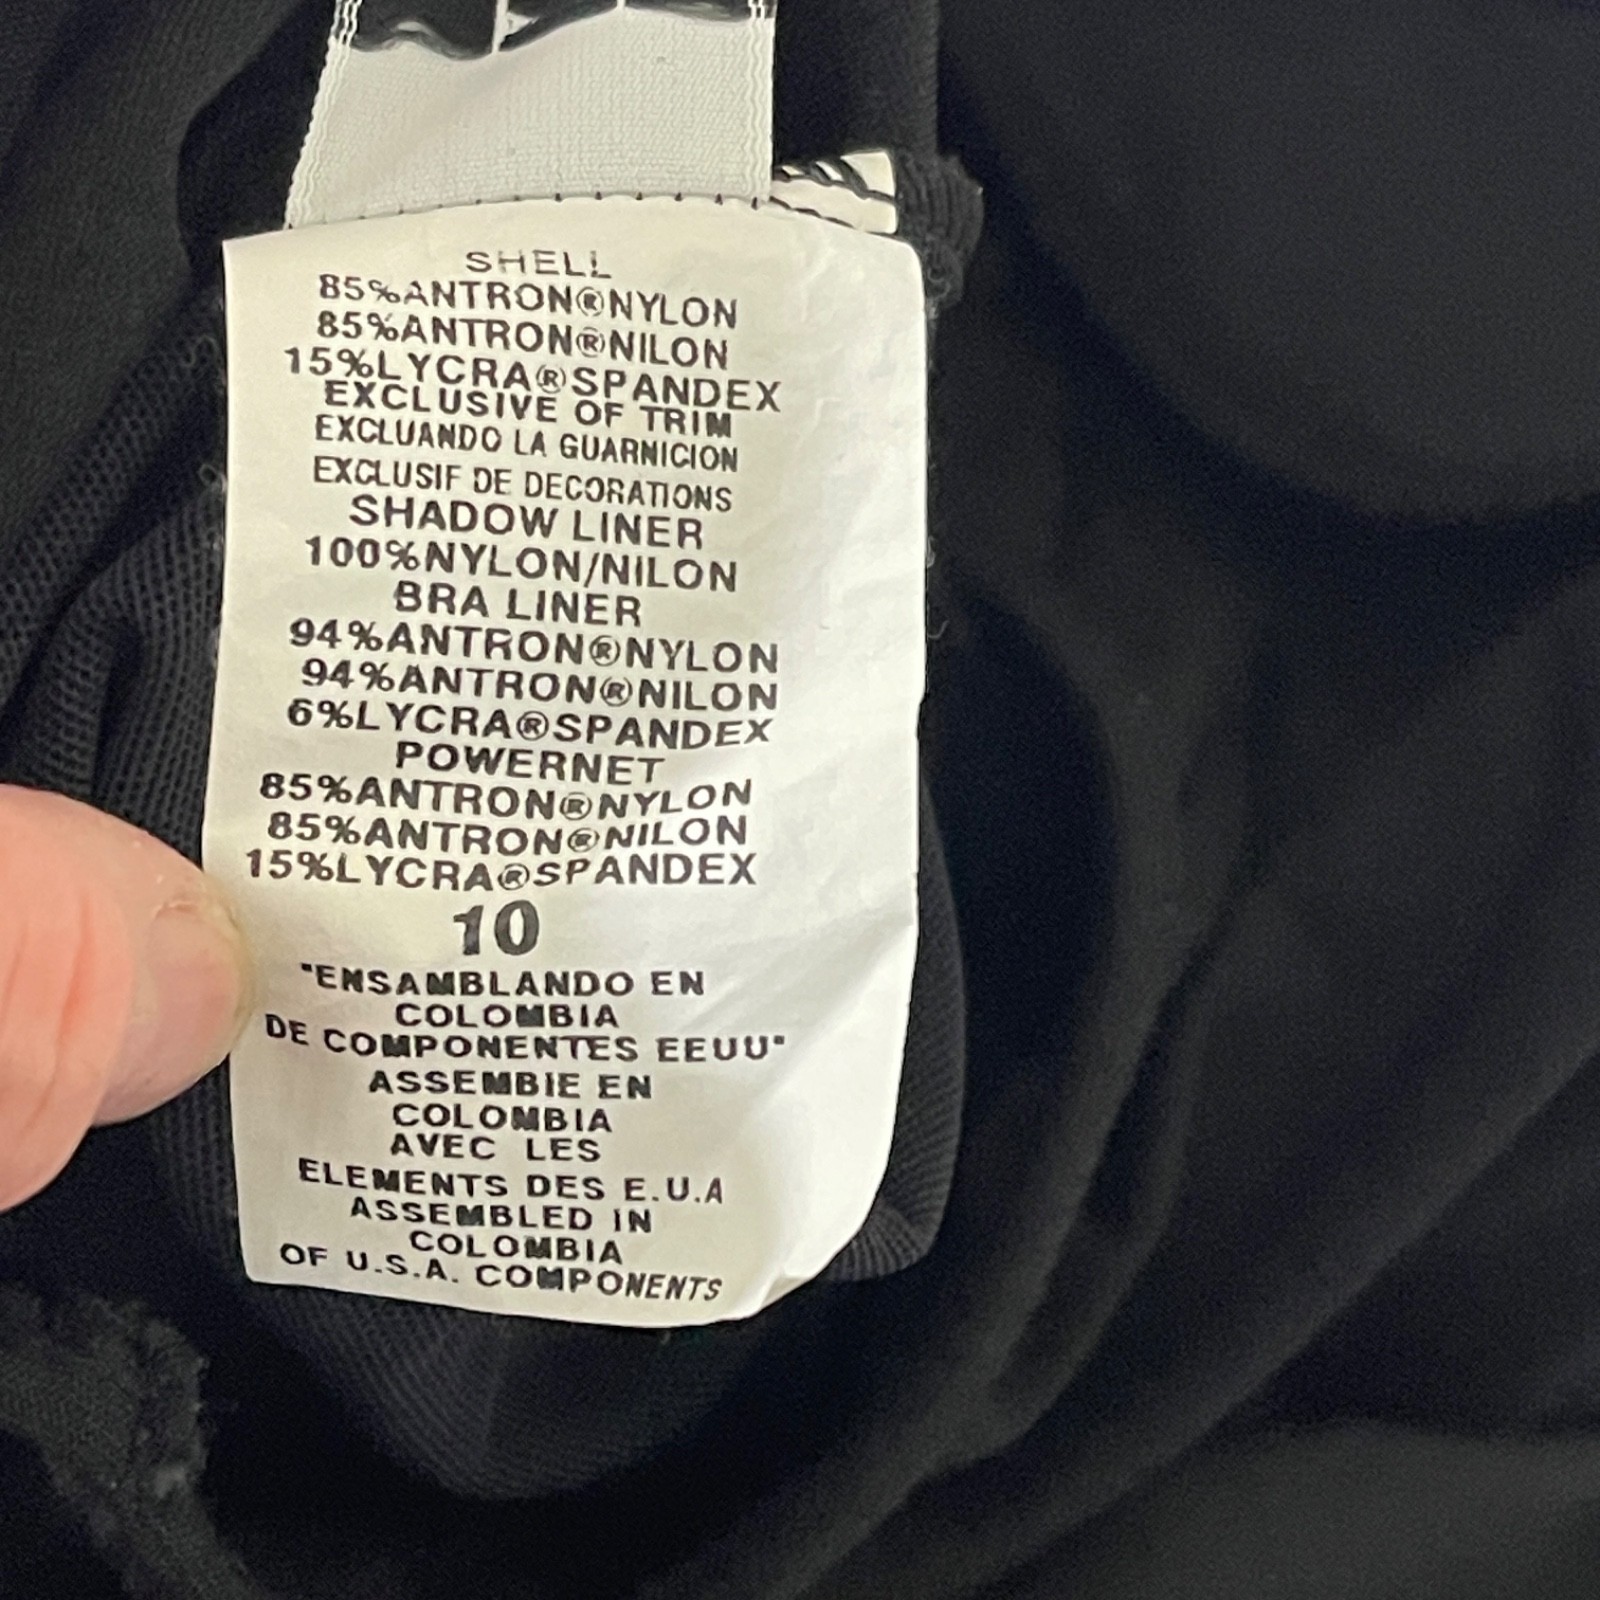 SHELL
85%ANTRON®NYLON
85%ANTRON®NILON
15%LYCRA®SPANDEX
EXCLUSIVE OF TRIM
EXCLUANDO LA GUARNICION
EXCLUSIF DE DECORATIONS
SHADOW LINER
100%NYLON/NILON
BRA LINER
94%ANTRON®NYLON
94%ANTRON®NILON
6%LYCRA®SPANDEX
POWERNET
85%ANTRON®NYLON
85%ANTRON®NILON
15%LYCRA®SPANDEX
10
"ENSAMBLANDO EN
COLOMBIA
DE COMPONENTES EEUU"
ASSEMBIE EN
COLOMBIA
AVEC LES
ELEMENTS DES E.U.A
ASSEMBLED IN
COLOMBIA
OF U.S.A. COMPONENTS